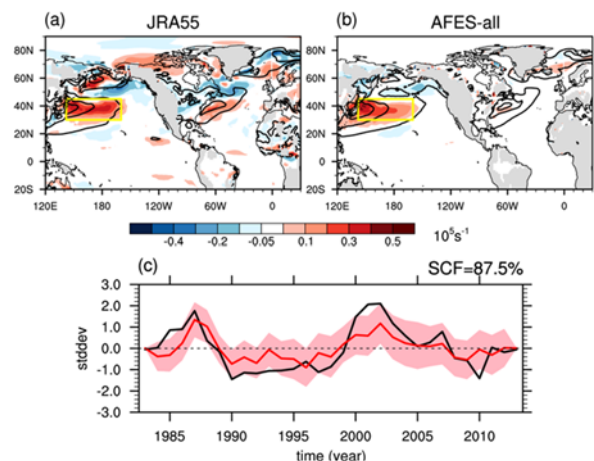 (a) JRA55
(b) AFES-all
80N
60N
40N
20N
0
20S
120E 180 120W 60W 0
80N
60N
40N
20N
0
20S
120E 180 120W 60W 0
-0.4 -0.2 -0.05 0.1 0.3 0.5 10⁵s⁻¹
(c) SCF=87.5%
stddev
3.0
2.0
1.0
0.0
-1.0
-2.0
-3.0
1985 1990 1995 2000 2005 2010
time (year)